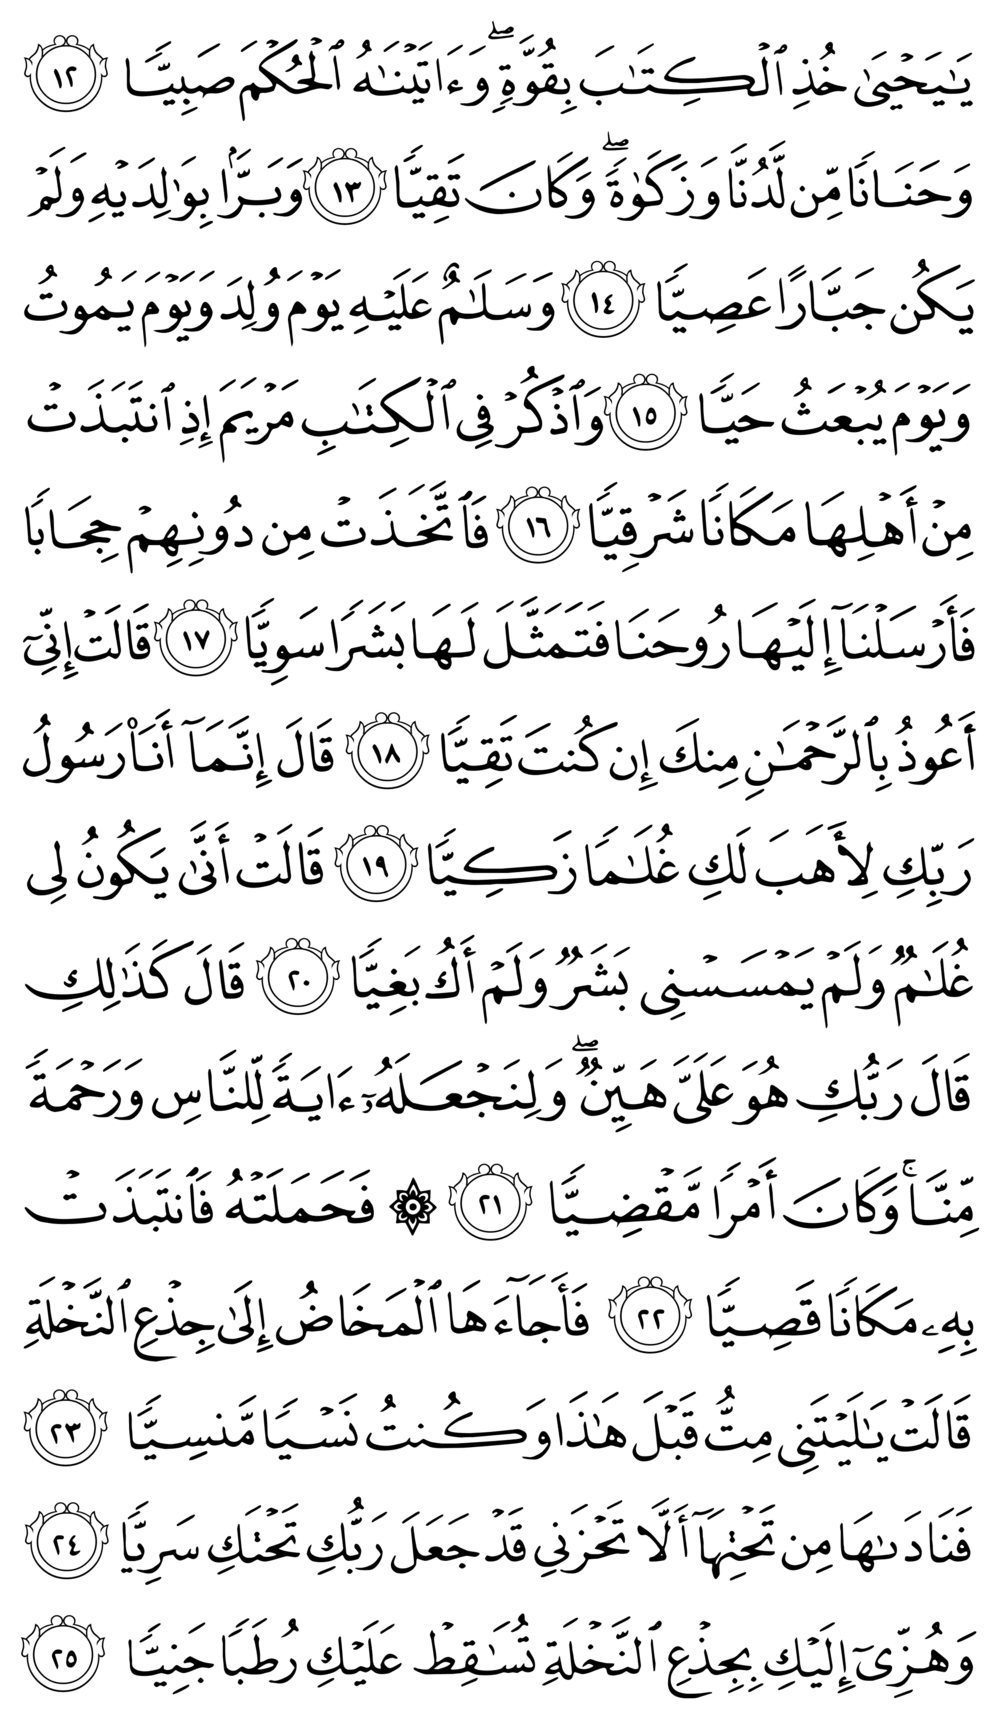 يَـٰيَحْيَىٰ خُذِ ٱلْكِتَـٰبَ بِقُوَّةٍۖ وَءَاتَيْنَـٰهُ ٱلْحُكْمَ صَبِيًّا ١٢
وَحَنَانًا مِّن لَّدُنَّا وَزَكَوٰةًۖ وَكَانَ تَقِيًّا ١٣ وَبَرًّۢا بِوَٰلِدَيْهِ وَلَمْ
يَكُن جَبَّارًا عَصِيًّا ١٤ وَسَلَـٰمٌ عَلَيْهِ يَوْمَ وُلِدَ وَيَوْمَ يَمُوتُ
وَيَوْمَ يُبْعَثُ حَيًّا ١٥ وَٱذْكُرْ فِى ٱلْكِتَـٰبِ مَرْيَمَ إِذِ ٱنتَبَذَتْ
مِنْ أَهْلِهَا مَكَانًا شَرْقِيًّا ١٦ فَٱتَّخَذَتْ مِن دُونِهِمْ حِجَابًا
فَأَرْسَلْنَآ إِلَيْهَا رُوحَنَا فَتَمَثَّلَ لَهَا بَشَرًا سَوِيًّا ١٧ قَالَتْ إِنِّىٓ
أَعُوذُ بِٱلرَّحْمَـٰنِ مِنكَ إِن كُنتَ تَقِيًّا ١٨ قَالَ إِنَّمَآ أَنَا۠ رَسُولُ
رَبِّكِ لِأَهَبَ لَكِ غُلَـٰمًا زَكِيًّا ١٩ قَالَتْ أَنَّىٰ يَكُونُ لِى
غُلَـٰمٌ وَلَمْ يَمْسَسْنِى بَشَرٌ وَلَمْ أَكُ بَغِيًّا ٢٠ قَالَ كَذَٰلِكِ
قَالَ رَبُّكِ هُوَ عَلَىَّ هَيِّنٌۖ وَلِنَجْعَلَهُۥٓ ءَايَةً لِّلنَّاسِ وَرَحْمَةً
مِّنَّاۚ وَكَانَ أَمْرًا مَّقْضِيًّا ٢١ ۞ فَحَمَلَتْهُ فَٱنتَبَذَتْ
بِهِۦ مَكَانًا قَصِيًّا ٢٢ فَأَجَآءَهَا ٱلْمَخَاضُ إِلَىٰ جِذْعِ ٱلنَّخْلَةِ
قَالَتْ يَـٰلَيْتَنِى مِتُّ قَبْلَ هَـٰذَا وَكُنتُ نَسْيًا مَّنسِيًّا ٢٣
فَنَادَىٰهَا مِن تَحْتِهَآ أَلَّا تَحْزَنِى قَدْ جَعَلَ رَبُّكِ تَحْتَكِ سَرِيًّا ٢٤
وَهُزِّىٓ إِلَيْكِ بِجِذْعِ ٱلنَّخْلَةِ تُسَـٰقِطْ عَلَيْكِ رُطَبًا جَنِيًّا ٢٥